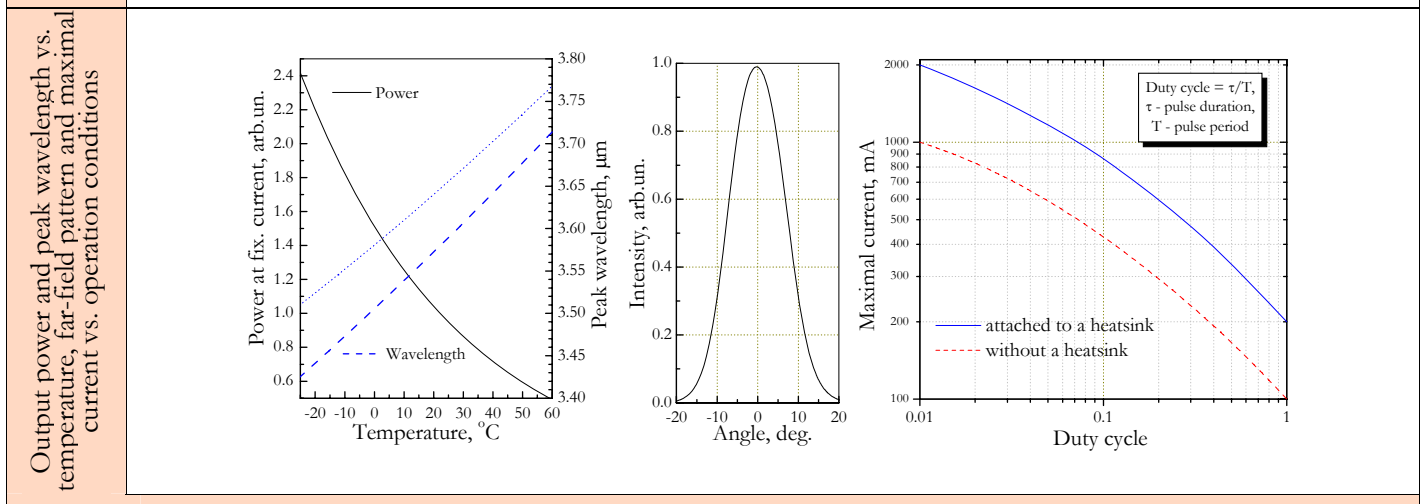 Output power and peak wavelength vs.
temperature, far-field pattern and maximal
current vs. operation conditions
Power at fix. current, arb.un.
2.4
2.2
2.0
1.8
1.6
1.4
1.2
1.0
0.8
0.6
Power
Wavelength
-20 -10 0 10 20 30 40 50 60
Temperature, °C
3.80
3.75
3.70
3.65
3.60
3.55
3.50
3.45
3.40
Peak wavelength, µm
Intensity, arb.un.
1.0
0.8
0.6
0.4
0.2
0.0
-20 -10 0 10 20
Angle, deg.
Maximal current, mA
2000
1000
900
800
700
600
500
400
300
200
100
Duty cycle = τ/T,
τ - pulse duration,
T - pulse period
attached to a heatsink
without a heatsink
0.01 0.1 1
Duty cycle